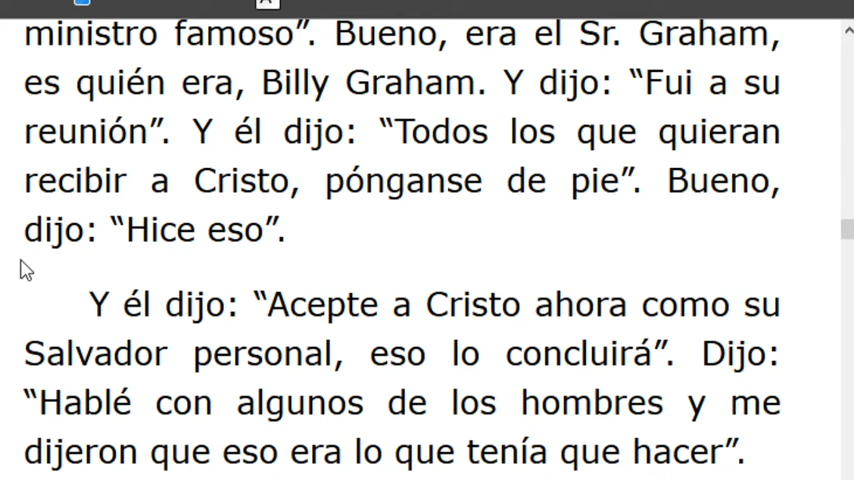 ministro famoso”. Bueno, era el Sr. Graham,
es quién era, Billy Graham. Y dijo: “Fui a su
reunión”. Y él dijo: “Todos los que quieran
recibir a Cristo, pónganse de pie”. Bueno,
dijo: “Hice eso”.
Y él dijo: “Acepte a Cristo ahora como su
Salvador personal, eso lo concluirá”. Dijo:
“Hablé con algunos de los hombres y me
dijeron que eso era lo que tenía que hacer”.